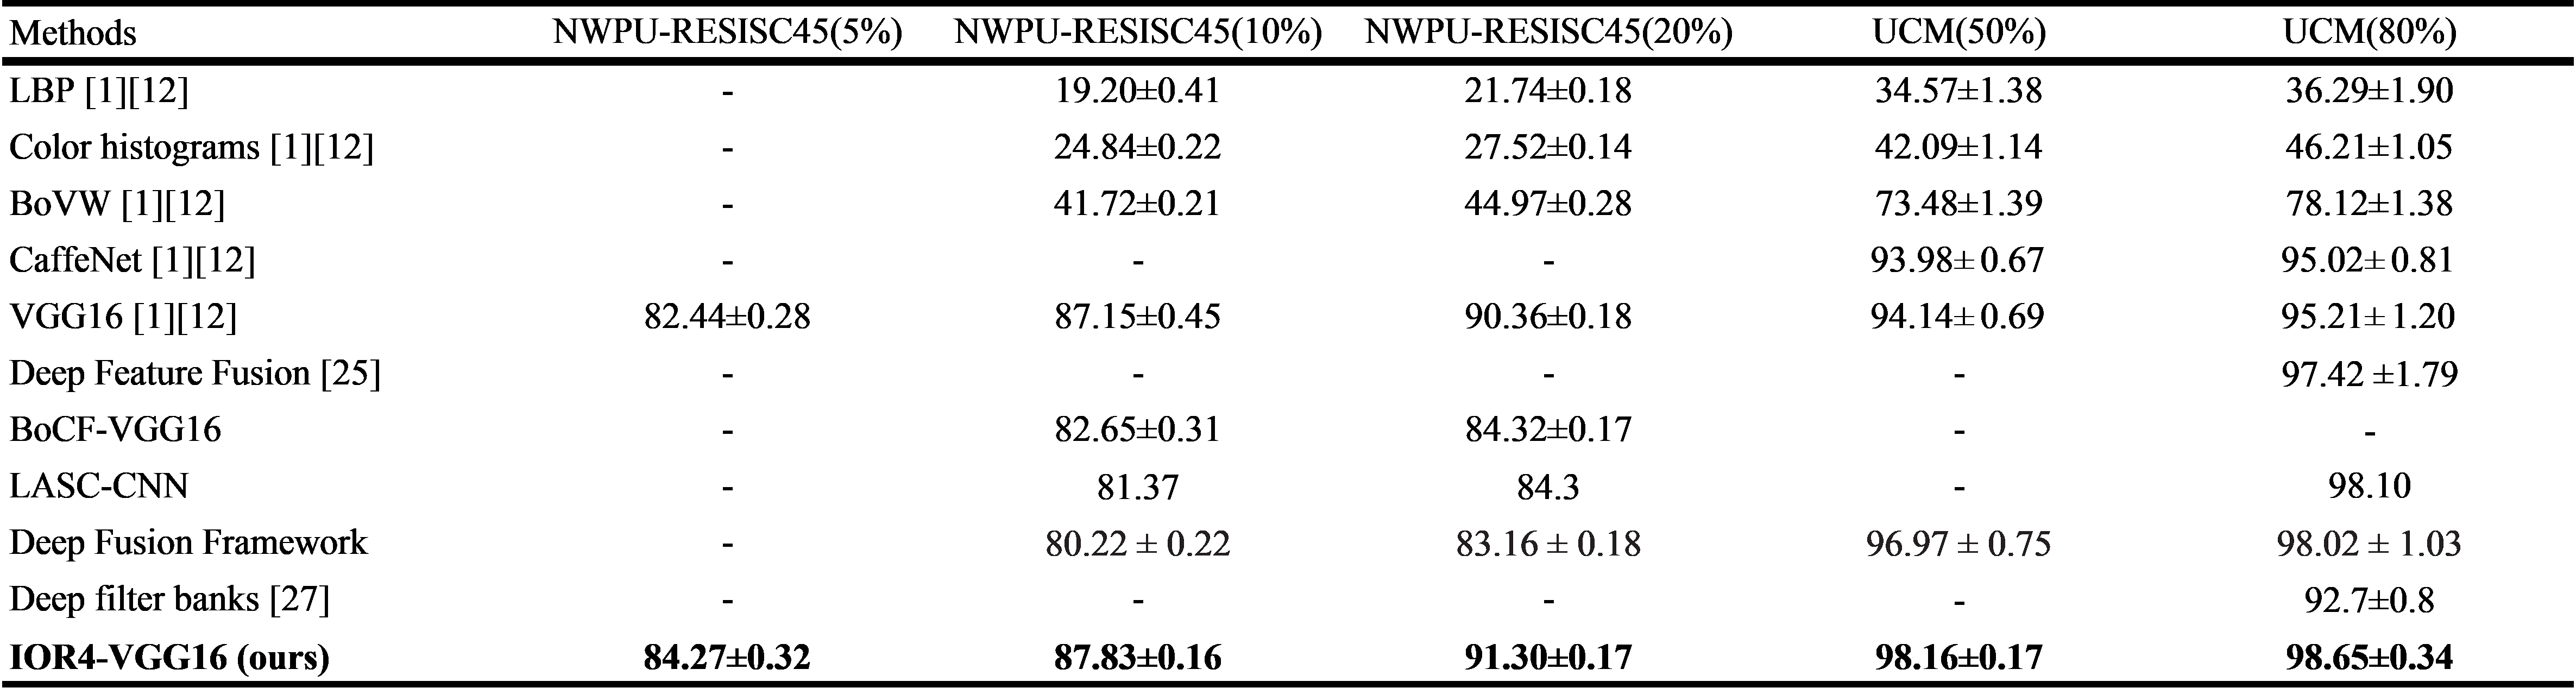 Methods NWPU-RESISC45(5%) NWPU-RESISC45(10%) NWPU-RESISC45(20%) UCM(50%) UCM(80%)
LBP [1][12] - 19.20±0.41 21.74±0.18 34.57±1.38 36.29±1.90
Color histograms [1][12] - 24.84±0.22 27.52±0.14 42.09±1.14 46.21±1.05
BoVW [1][12] - 41.72±0.21 44.97±0.28 73.48±1.39 78.12±1.38
CaffeNet [1][12] - - - 93.98± 0.67 95.02± 0.81
VGG16 [1][12] 82.44±0.28 87.15±0.45 90.36±0.18 94.14± 0.69 95.21± 1.20
Deep Feature Fusion [25] - - - - 97.42 ±1.79
BoCF-VGG16 - 82.65±0.31 84.32±0.17 - -
LASC-CNN - 81.37 84.3 - 98.10
Deep Fusion Framework - 80.22 ± 0.22 83.16 ± 0.18 96.97 ± 0.75 98.02 ± 1.03
Deep filter banks [27] - - - - 92.7±0.8
IOR4-VGG16 (ours) 84.27±0.32 87.83±0.16 91.30±0.17 98.16±0.17 98.65±0.34